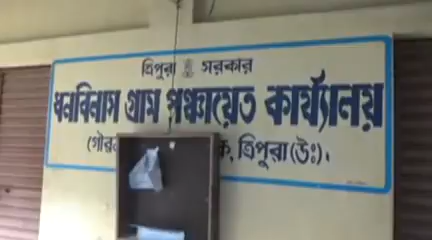 ত্রিপুরা সরকার
ধনবিলাস গ্রাম পঞ্চায়েত কার্য্যালয়
ত্রিপুরা (উঃ)।